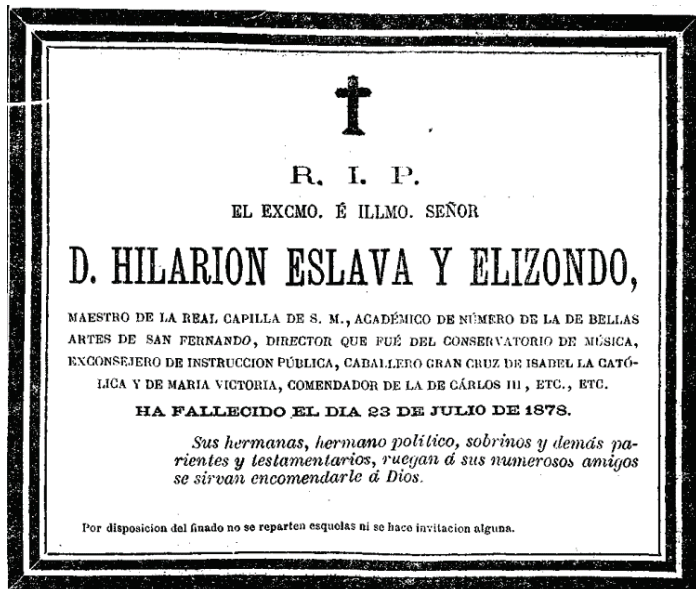 R. I. P.
EL EXCMO. É ILLMO. SEÑOR
D. HILARION ESLAVA Y ELIZONDO,
MAESTRO DE LA REAL CAPILLA DE S. M., ACADÉMICO DE NÚMERO DE LA DE BELLAS
ARTES DE SAN FERNANDO, DIRECTOR QUE FUÉ DEL CONSERVATORIO DE MÚSICA,
EXCONSEJERO DE INSTRUCCION PÚBLICA, CABALLERO GRAN CRUZ DE ISABEL LA CATÓ-
LICA Y DE MARIA VICTORIA, COMENDADOR DE LA DE CÁRLOS III, ETC., ETC.
HA FALLECIDO EL DIA 23 DE JULIO DE 1878.
Sus hermanas, hermano político, sobrinos y demás pa-
rientes y testamentarios, ruegan á sus numerosos amigos
se sirvan encomendarle á Dios.
Por disposicion del finado no se reparten esquelas ni se hace invitacion alguna.